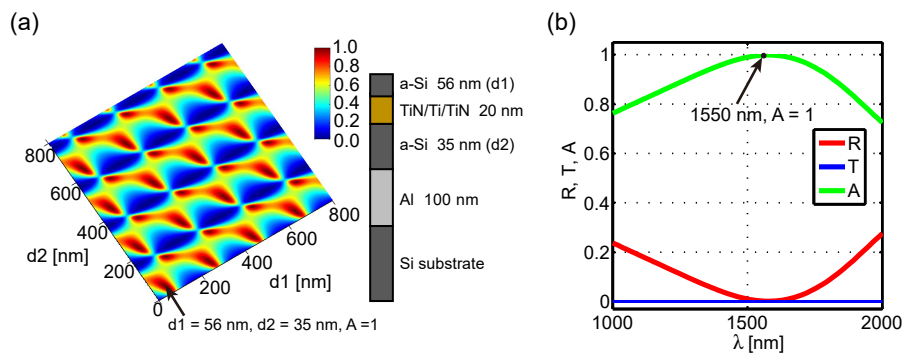 (a)
1.0
0.8
0.6
0.4
0.2
0.0
a-Si 56 nm (d1)
TiN/Ti/TiN 20 nm
a-Si 35 nm (d2)
Al 100 nm
Si substrate
800
600
400
200
0
d2 [nm]
200
400
600
800
d1 [nm]
d1 = 56 nm, d2 = 35 nm, A =1
(b)
1
0.8
0.6
0.4
0.2
0
R, T, A
1550 nm, A = 1
R
T
A
1000
1500
2000
λ [nm]